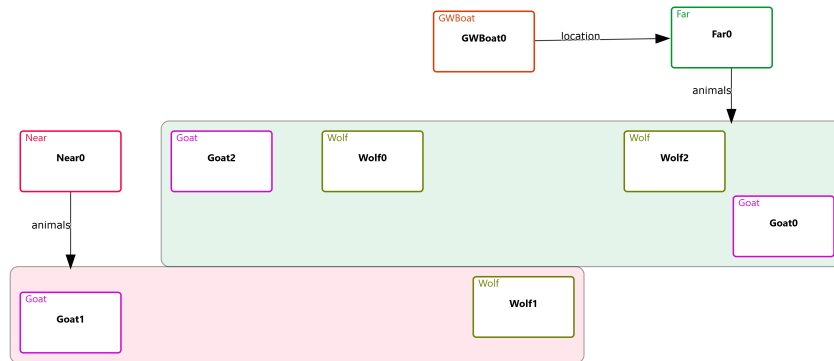 GWBoat
GWBoat0
location
Far
Far0
animals
Near
Near0
Goat
Goat2
Wolf
Wolf0
Wolf
Wolf2
Goat
Goat0
animals
Goat
Goat1
Wolf
Wolf1